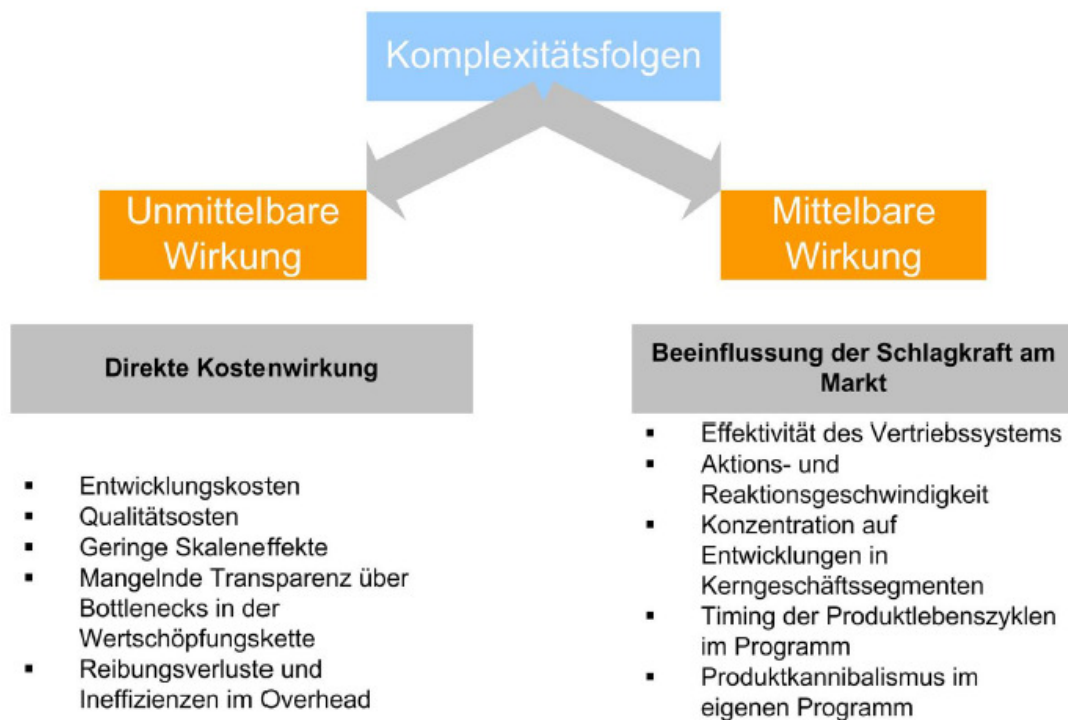 Komplexitätsfolgen
Unmittelbare
Wirkung
Mittelbare
Wirkung
Direkte Kostenwirkung
▪ Entwicklungskosten
▪ Qualitätsosten
▪ Geringe Skaleneffekte
▪ Mangelnde Transparenz über
Bottlenecks in der
Wertschöpfungskette
▪ Reibungsverluste und
Ineffizienzen im Overhead
Beeinflussung der Schlagkraft am
Markt
▪ Effektivität des Vertriebssystems
▪ Aktions- und
Reaktionsgeschwindigkeit
▪ Konzentration auf
Entwicklungen in
Kerngeschäftssegmenten
▪ Timing der Produktlebenszyklen
im Programm
▪ Produktkannibalismus im
eigenen Programm